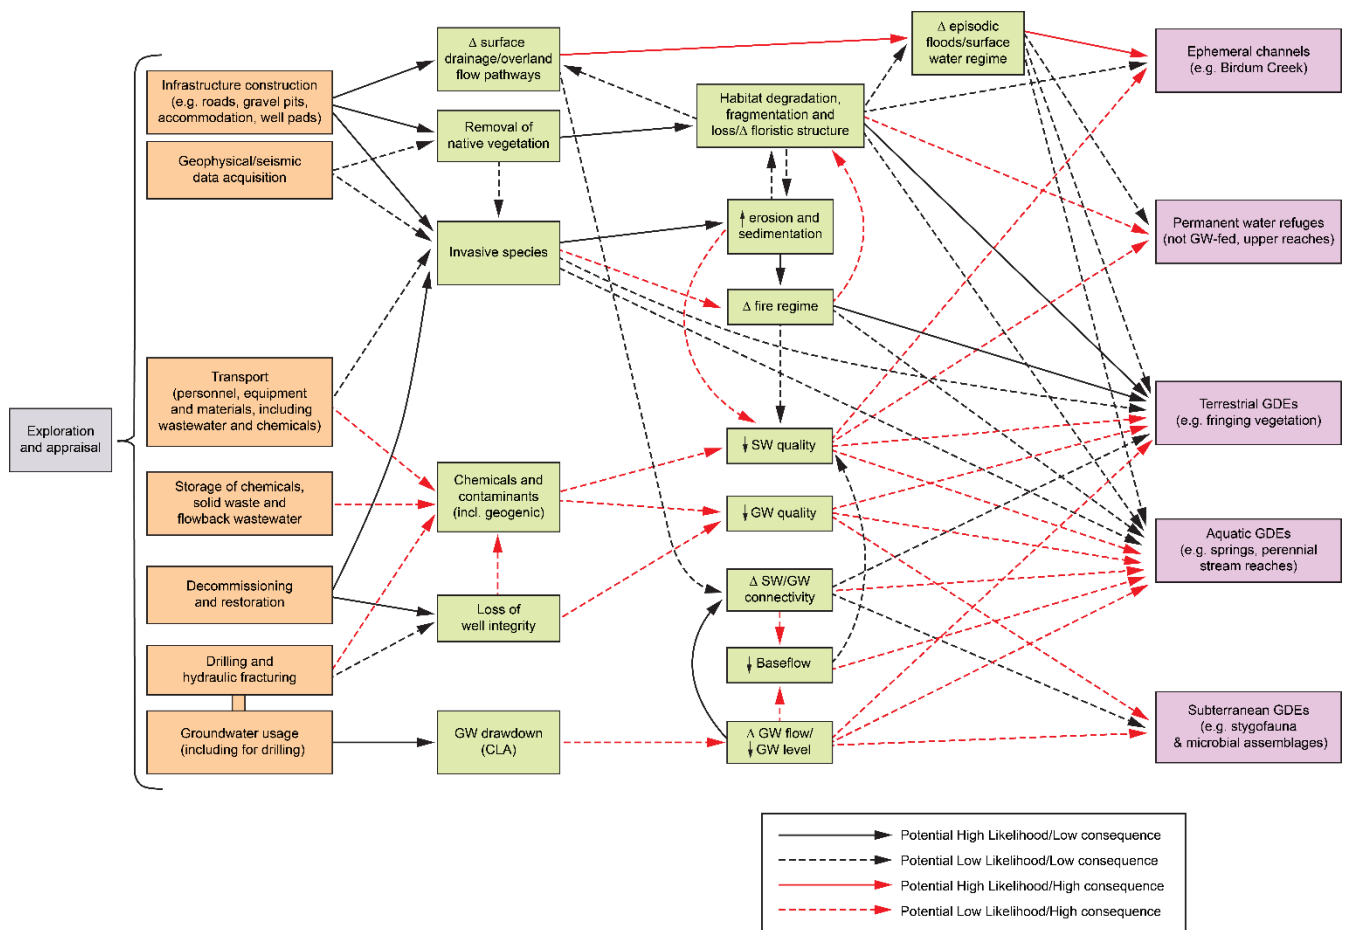 Exploration
and appraisal
Infrastructure construction
(e.g. roads, gravel pits,
accommodation, well pads)
Geophysical/seismic
data acquisition
Transport
(personnel, equipment
and materials, including
wastewater and chemicals)
Storage of chemicals,
solid waste and
flowback wastewater
Decommissioning
and restoration
Drilling and
hydraulic fracturing
Groundwater usage
(including for drilling)
Δ surface
drainage/overland
flow pathways
Removal of
native vegetation
Invasive species
Chemicals and
contaminants
(incl. geogenic)
Loss of
well integrity
GW drawdown
(CLA)
Δ episodic
floods/surface
water regime
Habitat degradation,
fragmentation and
loss/Δ floristic structure
↑ erosion and
sedimentation
Δ fire regime
↓ SW quality
↓ GW quality
Δ SW/GW
connectivity
↓ Baseflow
Δ GW flow/
↓ GW level
Ephemeral channels
(e.g. Birdum Creek)
Permanent water refuges
(not GW-fed, upper reaches)
Terrestrial GDEs
(e.g. fringing vegetation)
Aquatic GDEs
(e.g. springs, perennial
stream reaches)
Subterranean GDEs
(e.g. stygofauna
& microbial assemblages)
Potential High Likelihood/Low consequence
Potential Low Likelihood/Low consequence
Potential High Likelihood/High consequence
Potential Low Likelihood/High consequence